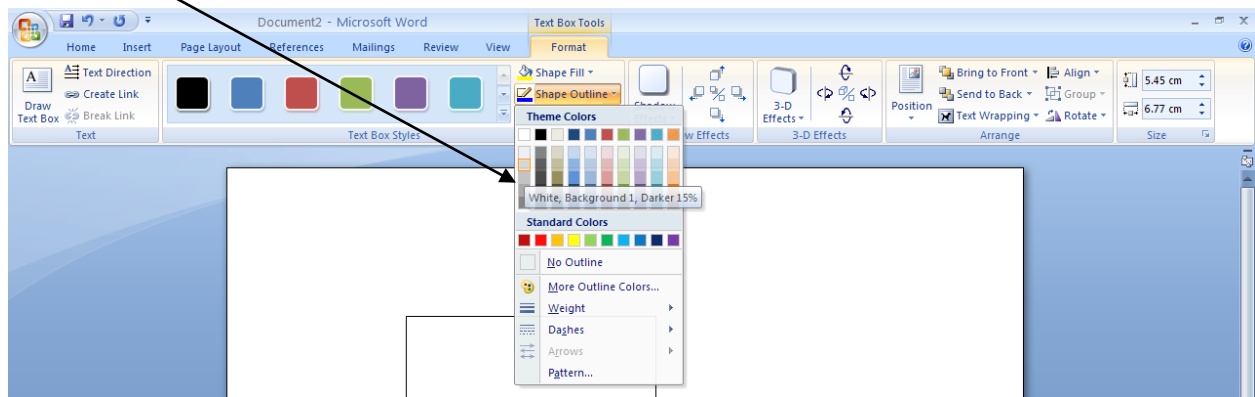 Document2 - Microsoft Word
Text Box Tools
Home Insert Page Layout References Mailings Review View Format
A
Draw Text Box
Text Direction
Create Link
Break Link
Text
Text Box Styles
Shape Fill
Shape Outline
w Effects
3-D Effects
3-D Effects
Position
Bring to Front
Send to Back
Text Wrapping
Align
Group
Rotate
Arrange
5.45 cm
6.77 cm
Size
Theme Colors
White, Background 1, Darker 15%
Standard Colors
No Outline
More Outline Colors...
Weight
Dashes
Arrows
Pattern...